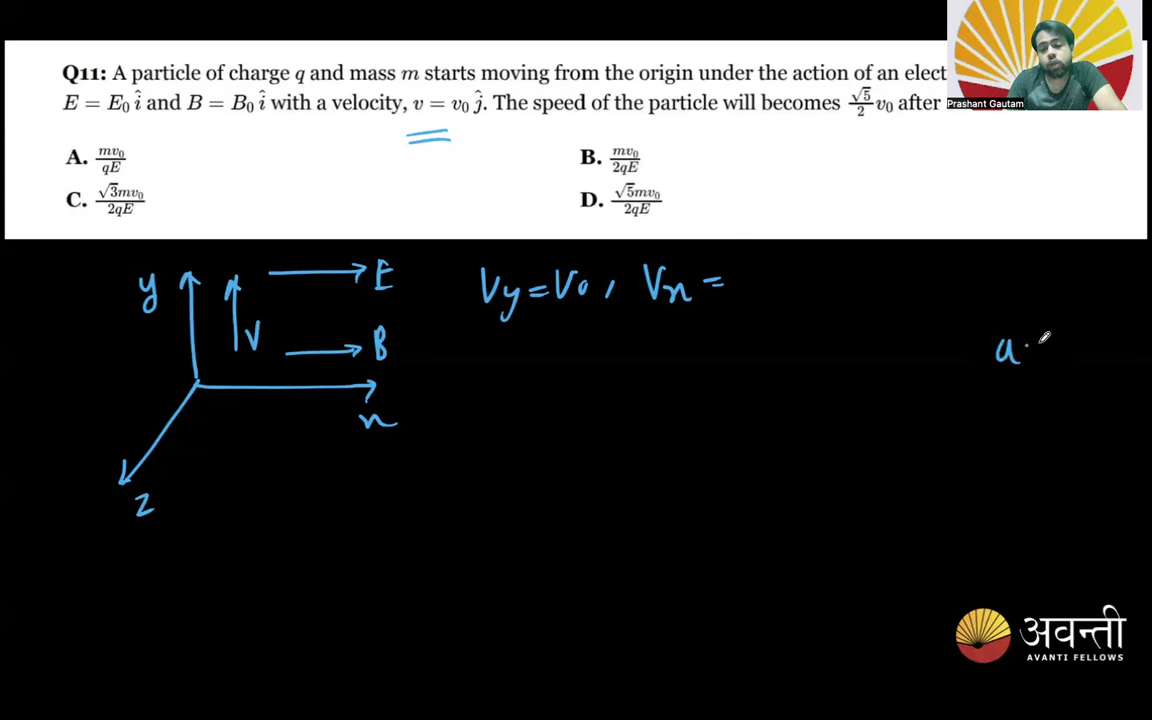 Q11: A particle of charge q and mass m starts moving from the origin under the action of an elect
E = E₀ î and B = B₀ î with a velocity, v = v₀ ĵ. The speed of the particle will becomes √5/2 v₀ after
Prashant Gautam
A. mv₀/qE
B. mv₀/2qE
C. √3mv₀/2qE
D. √5mv₀/2qE
y V E B x z
Vy = V₀, Vx =
a
अवन्ती
AVANTI FELLOWS